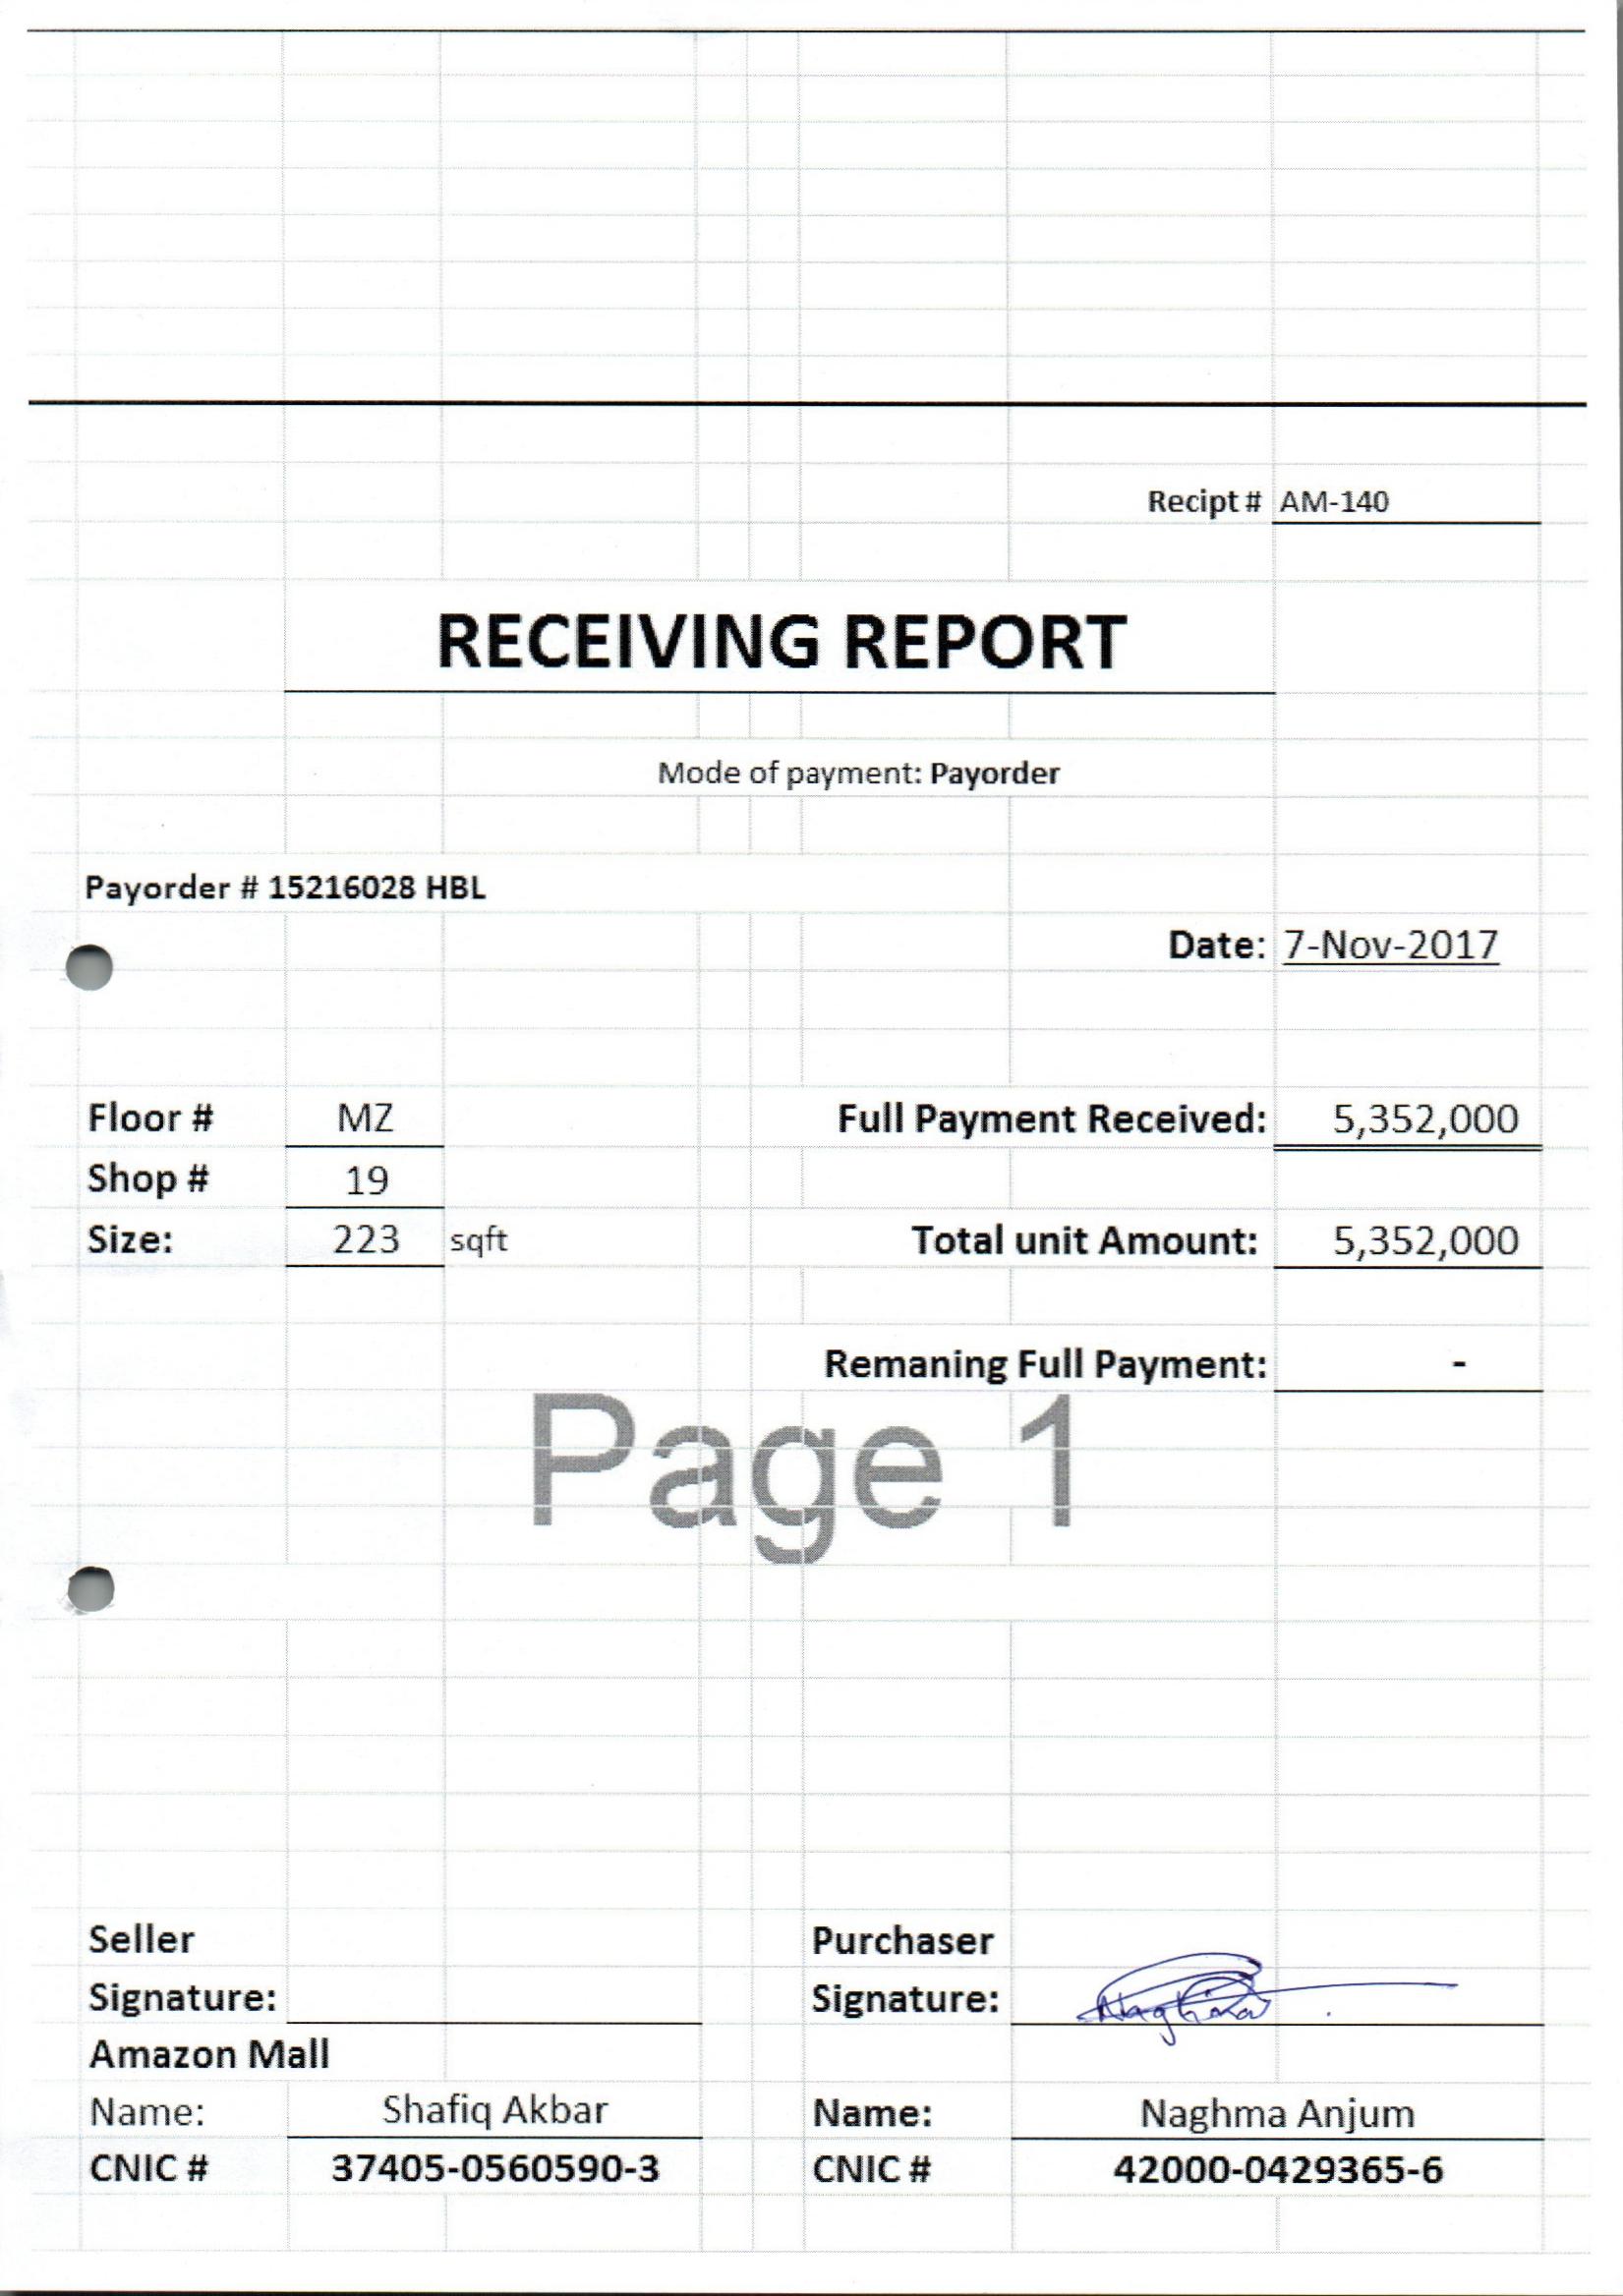 Recipt # AM-140
RECEIVING REPORT
Mode of payment: Payorder
Payorder # 15216028 HBL
Date: 7-Nov-2017
Floor # MZ Full Payment Received: 5,352,000
Shop # 19
Size: 223 sqft Total unit Amount: 5,352,000
Remaning Full Payment: -
Page 1
Seller Purchaser
Signature: Signature: Naghma
Amazon Mall
Name: Shafiq Akbar Name: Naghma Anjum
CNIC # 37405-0560590-3 CNIC # 42000-0429365-6